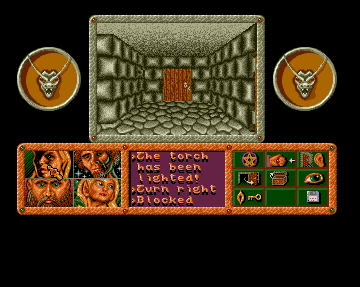 ›The torch
has been
lighted!
›Turn right
›Blocked